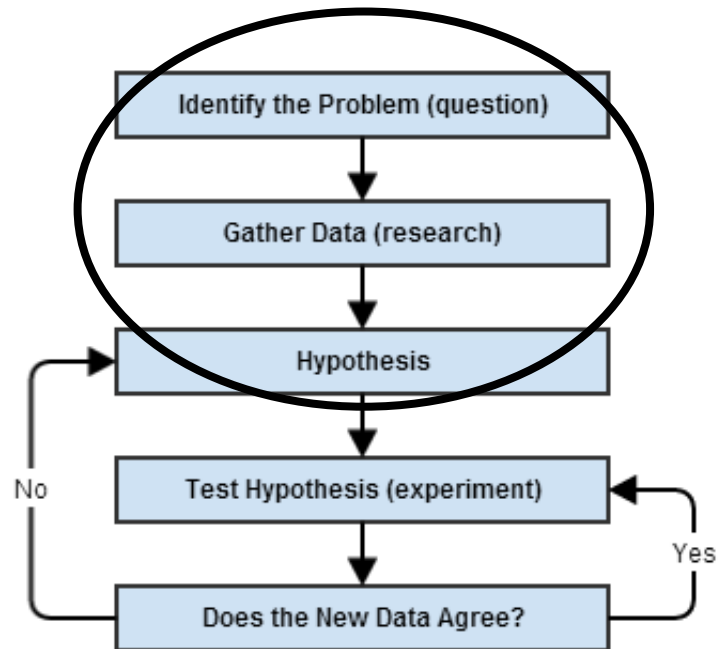 Identify the Problem (question)
Gather Data (research)
Hypothesis
No
Test Hypothesis (experiment)
Yes
Does the New Data Agree?